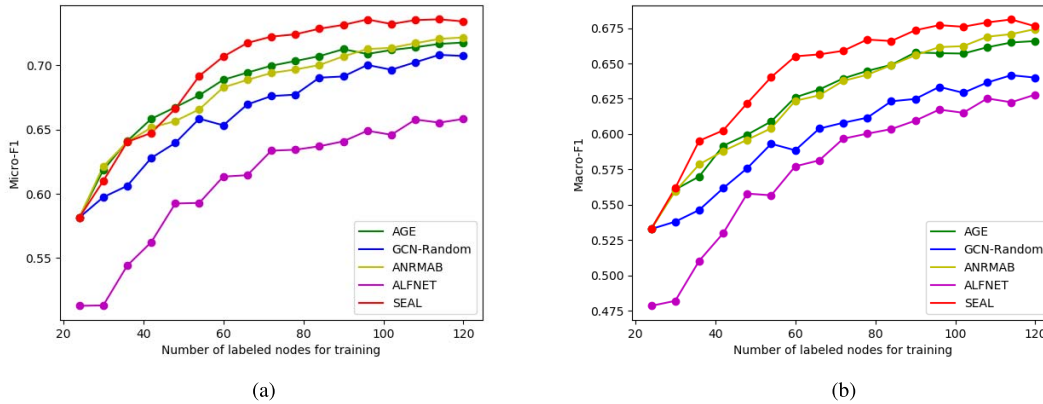 0.70
0.65
0.60
0.55
Micro-F1
20 40 60 80 100 120
Number of labeled nodes for training
AGE
GCN-Random
ANRMAB
ALFNET
SEAL
(a)
0.675
0.650
0.625
0.600
0.575
0.550
0.525
0.500
0.475
Macro-F1
20 40 60 80 100 120
Number of labeled nodes for training
AGE
GCN-Random
ANRMAB
ALFNET
SEAL
(b)